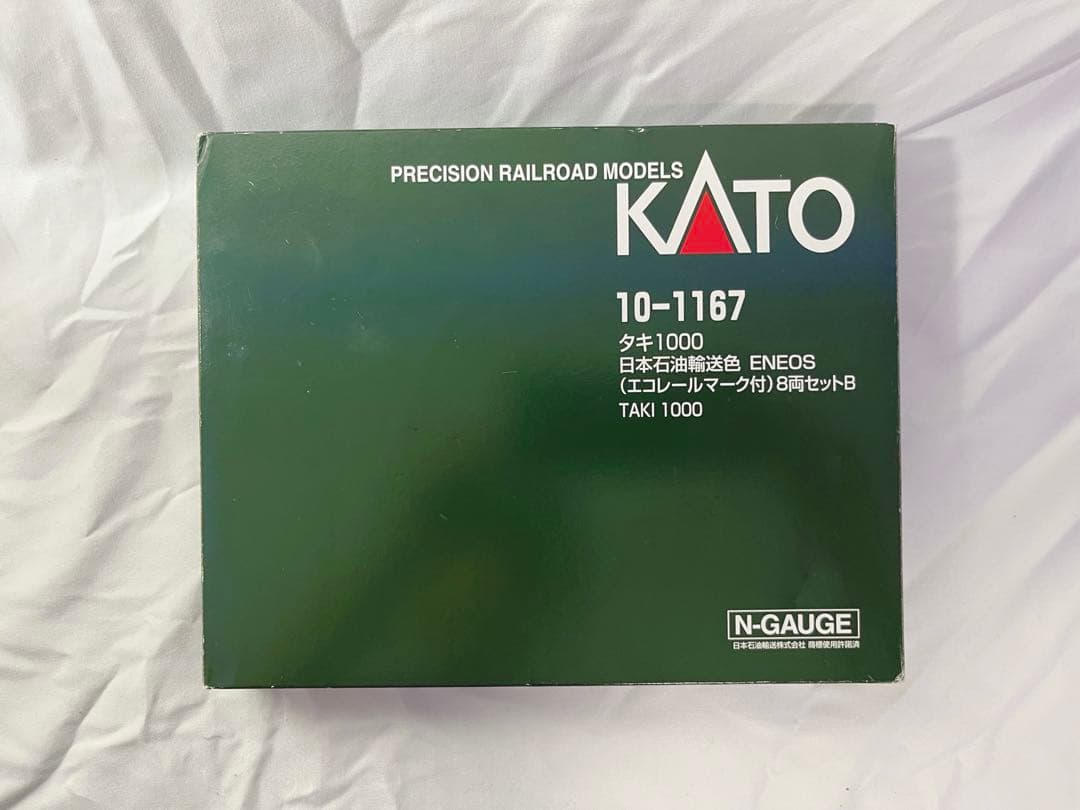 PRECISION RAILROAD MODELS
KATO
10-1167
タキ1000
日本石油輸送色 ENEOS
(エコレールマーク付)8両セットB
TAKI 1000
N-GAUGE
日本石油輸送株式会社 商標使用許諾済